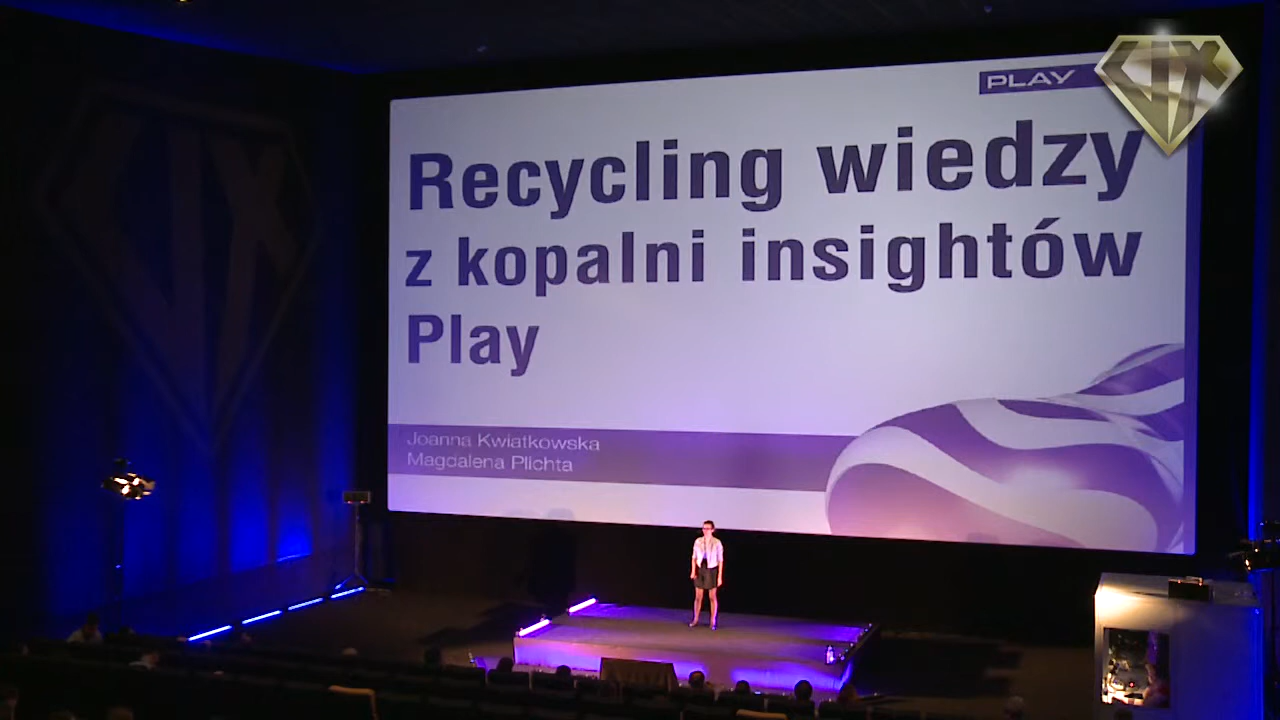 PLAY
Recycling wiedzy
z kopalni insightów
Play
Joanna Kwiatkowska
Magdalena Plichta